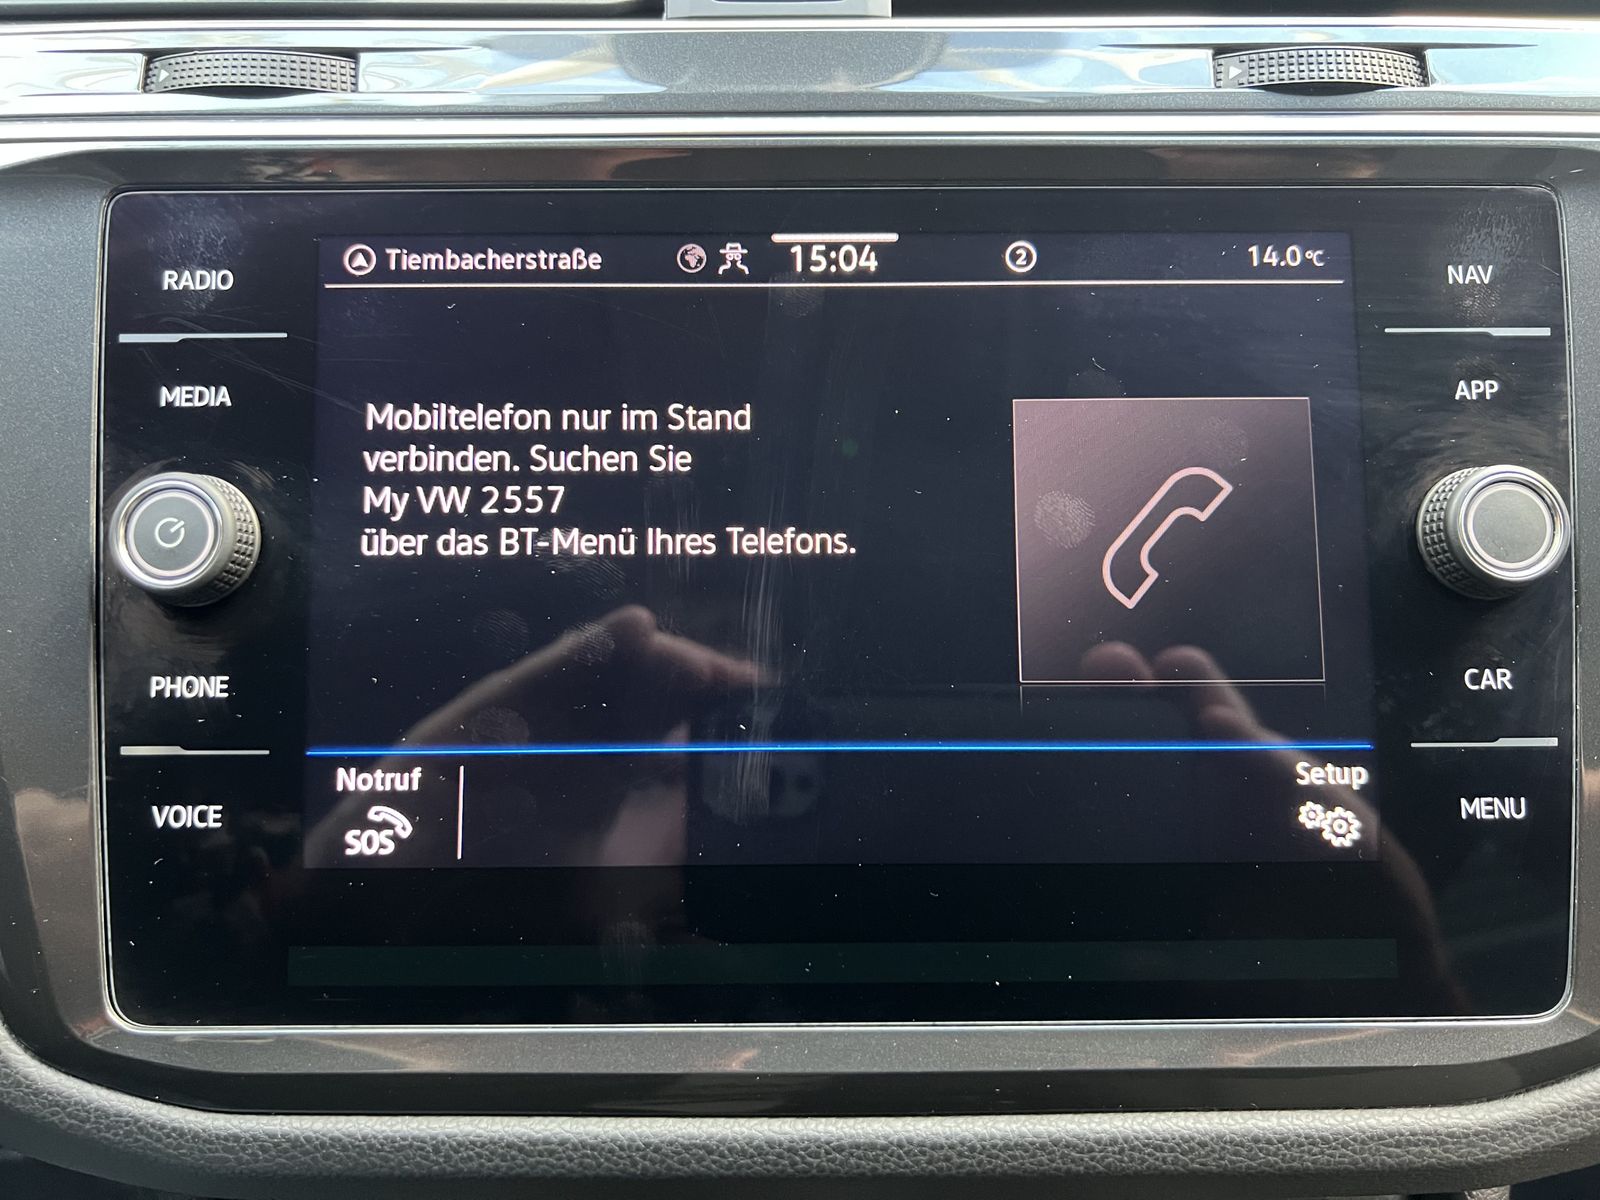 RADIO
MEDIA
PHONE
VOICE
Tiembacherstraße 15:04 2 14.0°C
Mobiltelefon nur im Stand
verbinden. Suchen Sie
My VW 2557
über das BT-Menü Ihres Telefons.
Notruf
SOS
Setup
NAV
APP
CAR
MENU